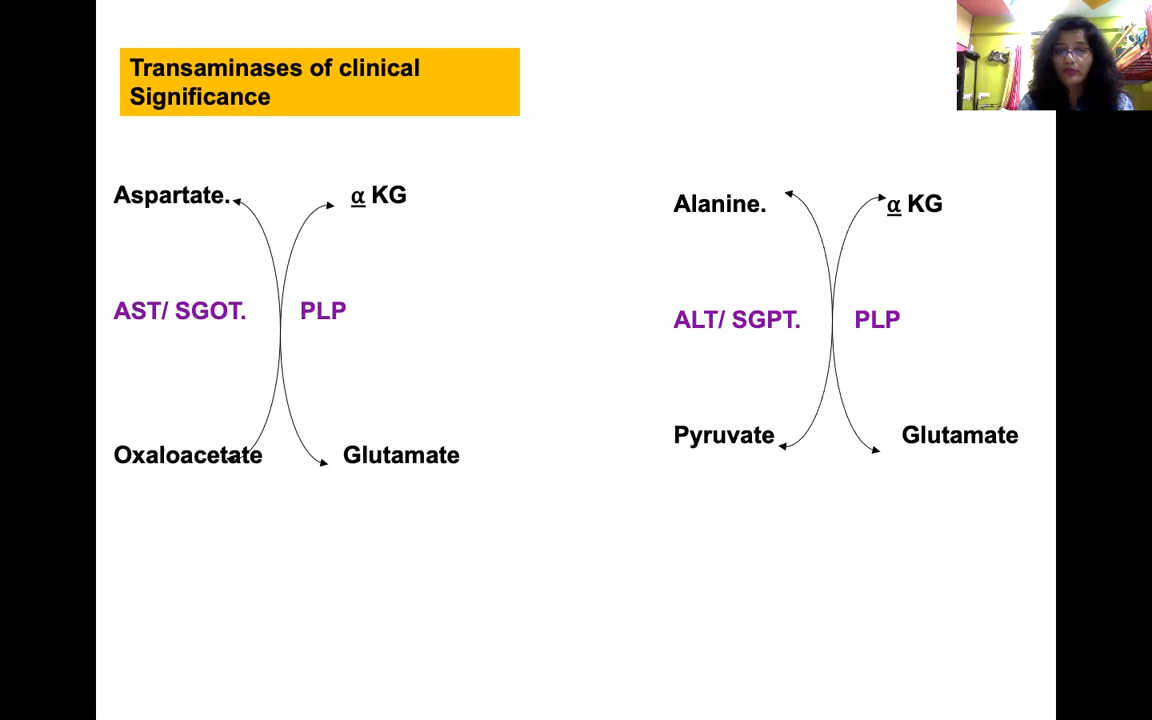 Transaminases of clinical
Significance
Aspartate.
α KG
AST/ SGOT.
PLP
Oxaloacetate
Glutamate
Alanine.
α KG
ALT/ SGPT.
PLP
Pyruvate
Glutamate